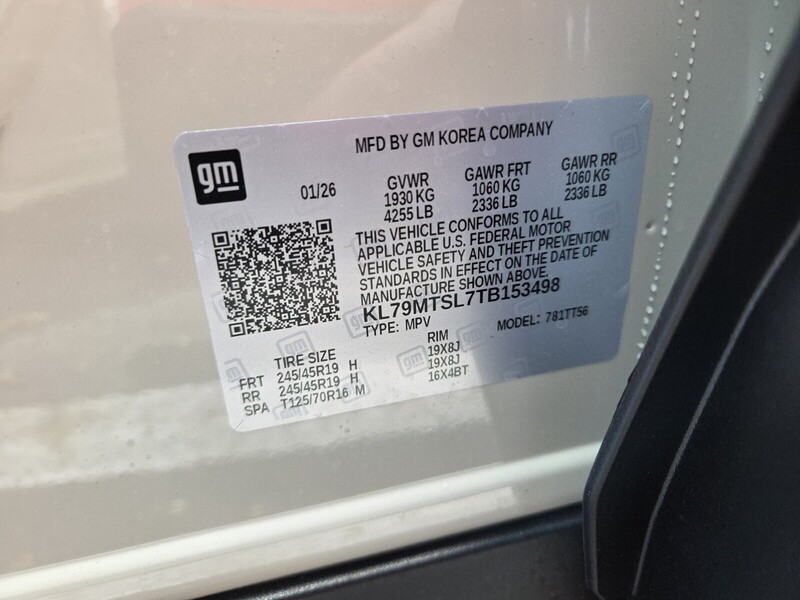 MFD BY GM KOREA COMPANY
gm
01/26
GVWR
1930 KG
4255 LB
GAWR FRT
1060 KG
2336 LB
GAWR RR
1060 KG
2336 LB
THIS VEHICLE CONFORMS TO ALL
APPLICABLE U.S. FEDERAL MOTOR
VEHICLE SAFETY AND THEFT PREVENTION
STANDARDS IN EFFECT ON THE DATE OF
MANUFACTURE SHOWN ABOVE.
KL79MTSL7TB153498
TYPE: MPV MODEL: 781TT56
TIRE SIZE RIM
FRT 245/45R19 H 19X8J
RR 245/45R19 H 19X8J
SPA T125/70R16 M 16X4BT